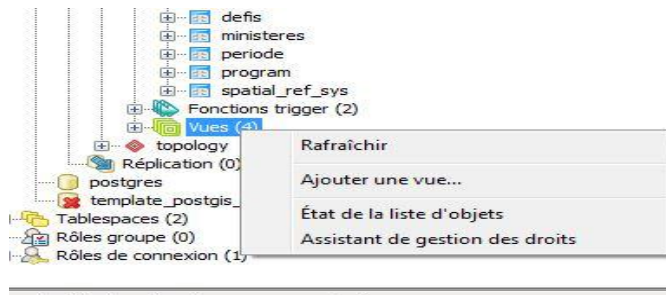 defis
ministeres
periode
program
spatial_ref_sys
Fonctions trigger (2)
Vues (4)
topology
Réplication (0)
postgres
template_postgis_
Tablespaces (2)
Rôles groupe (0)
Rôles de connexion (1)
Rafraîchir
Ajouter une vue...
État de la liste d'objets
Assistant de gestion des droits